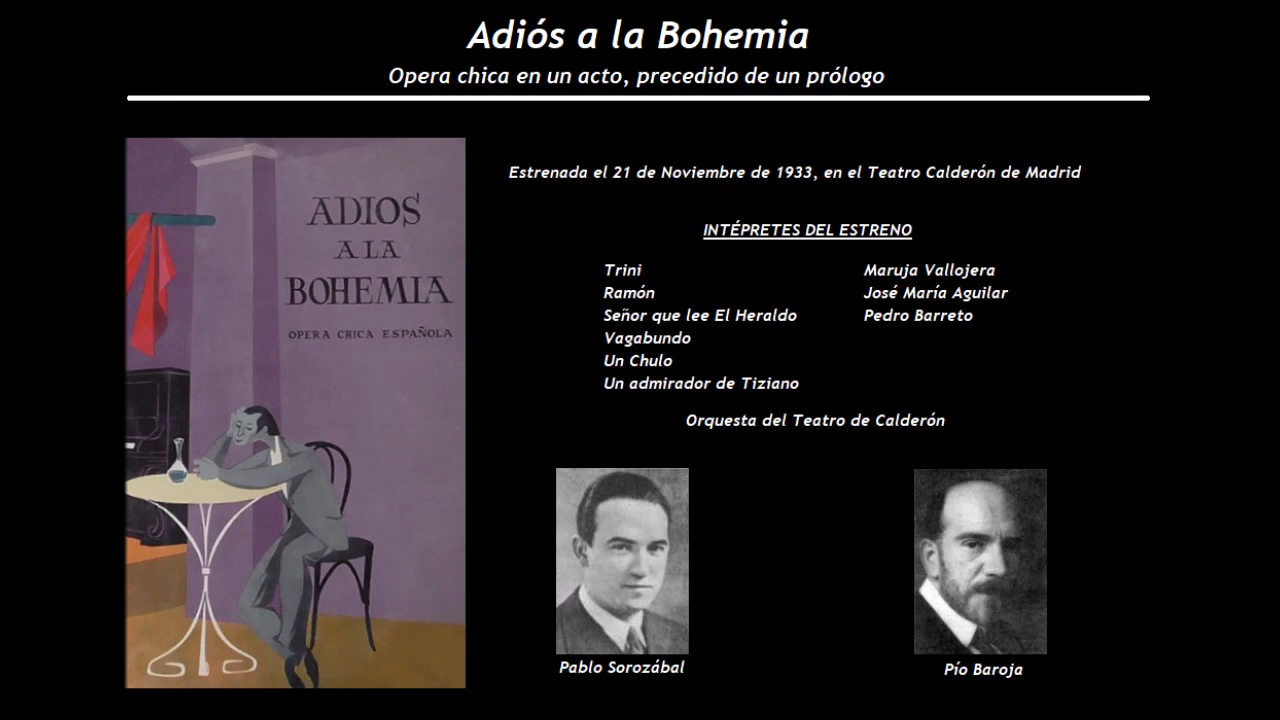 Adiós a la Bohemia
Opera chica en un acto, precedido de un prólogo
ADIOS
A LA
BOHEMIA
OPERA CHICA ESPAÑOLA
Estrenada el 21 de Noviembre de 1933, en el Teatro Calderón de Madrid
INTÉPRETES DEL ESTRENO
Trini Maruja Vallojera
Ramón José María Aguilar
Señor que lee El Heraldo Pedro Barreto
Vagabundo
Un Chulo
Un admirador de Tiziano
Orquesta del Teatro de Calderón
Pablo Sorozábal
Pío Baroja